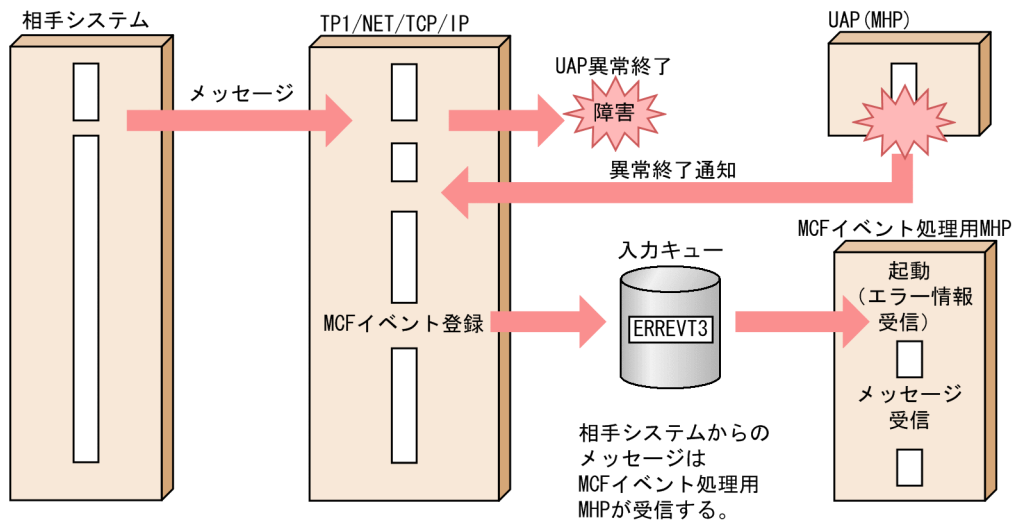 相手システム
TP1/NET/TCP/IP
UAP(MHP)
UAP異常終了
メッセージ
障害
異常終了通知
MCFイベント処理用MHP
入力キュー
起動
(エラー情報
受信)
MCFイベント登録
ERREVT3
メッセージ
受信
相手システムからの
メッセージは
MCFイベント処理用
MHPが受信する。